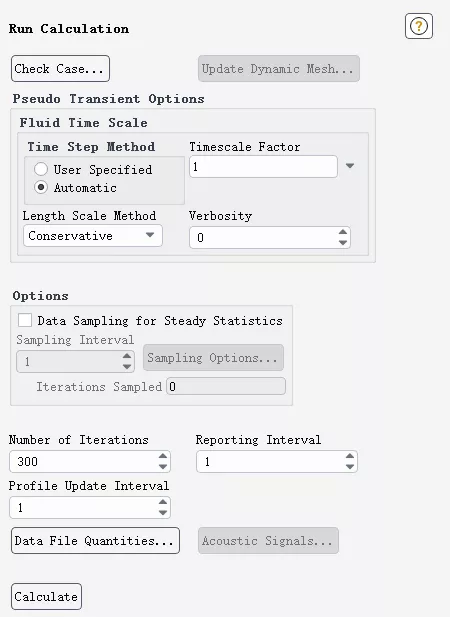 Run Calculation
?
Check Case... Update Dynamic Mesh...
Pseudo Transient Options
Fluid Time Scale
Time Step Method Timescale Factor
User Specified 1
Automatic
Length Scale Method Verbosity
Conservative 0
Options
Data Sampling for Steady Statistics
Sampling Interval
1 Sampling Options...
Iterations Sampled 0
Number of Iterations Reporting Interval
300 1
Profile Update Interval
1
Data File Quantities... Acoustic Signals...
Calculate